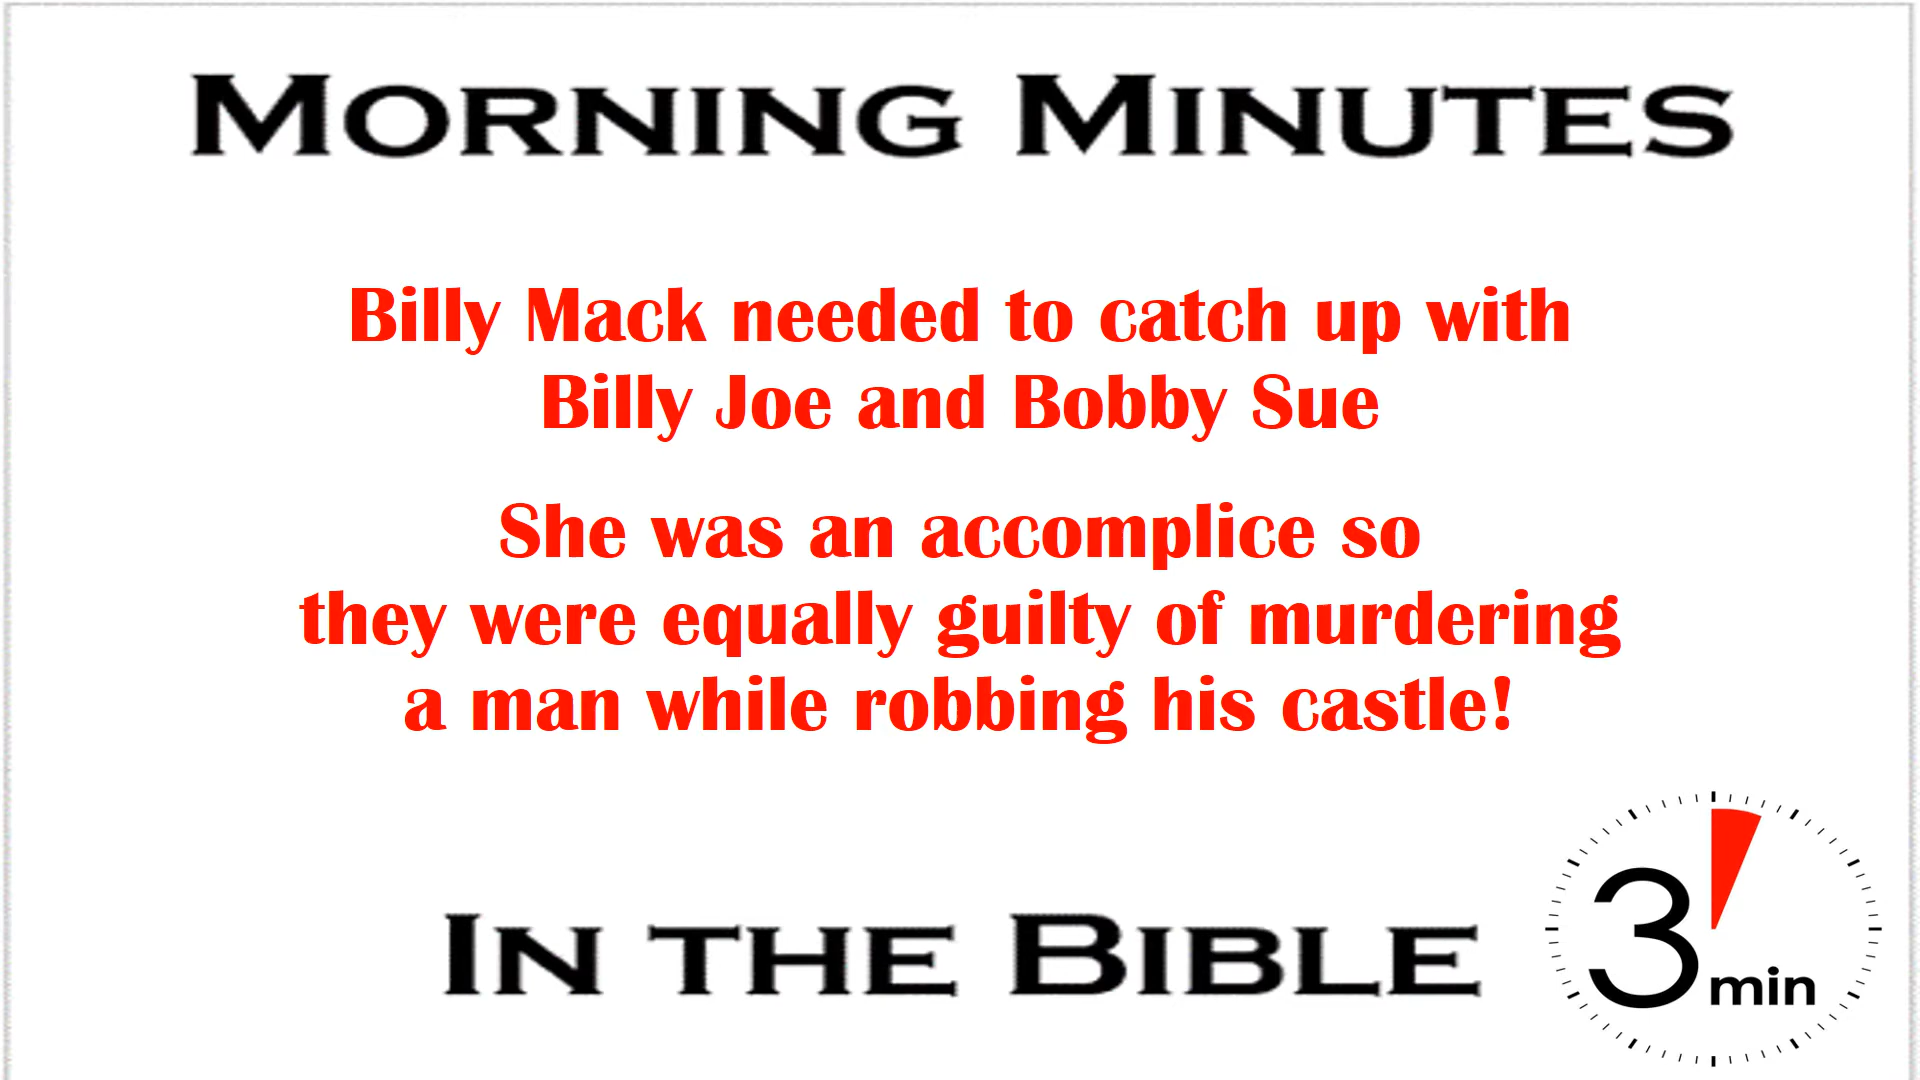 MORNING MINUTES
Billy Mack needed to catch up with
Billy Joe and Bobby Sue
She was an accomplice so
they were equally guilty of murdering
a man while robbing his castle!
IN THE BIBLE
3 min